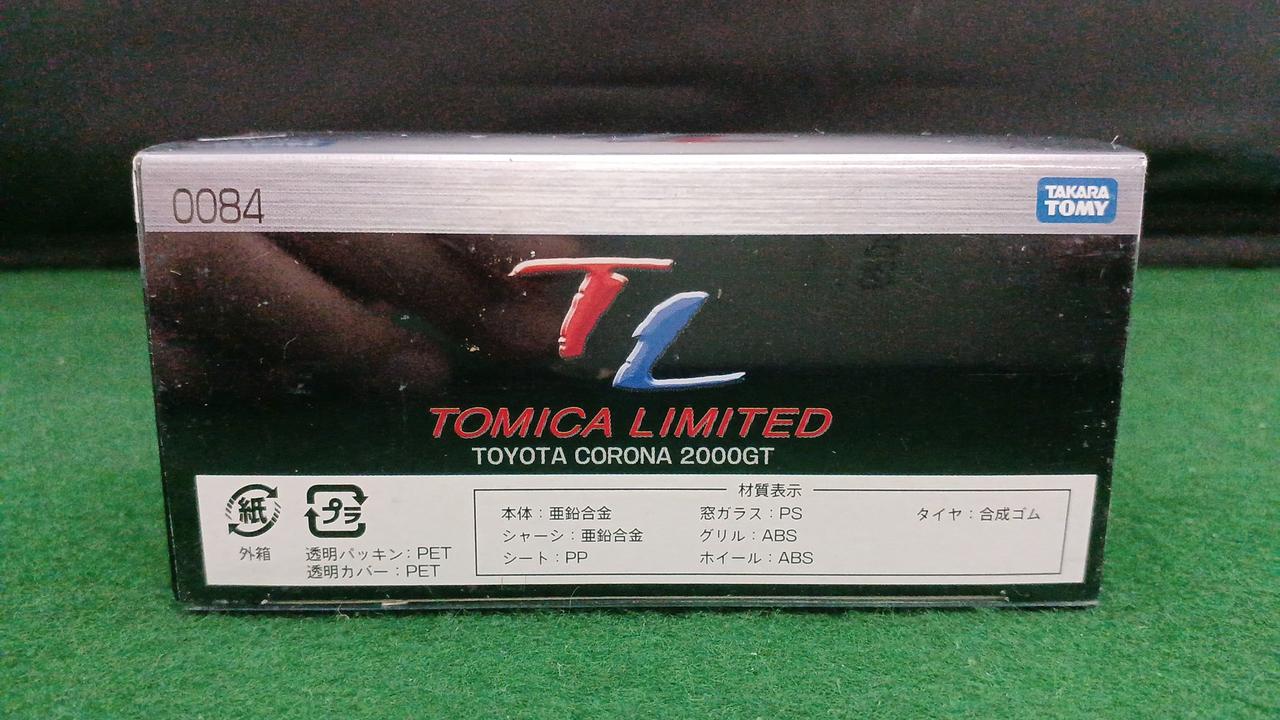 0084
TAKARA
TOMY
TL
TOMICA LIMITED
TOYOTA CORONA 2000GT
紙
外箱
プラ
透明パッキン:PET
透明カバー:PET
材質表示
本体:亜鉛合金
シャーシ:亜鉛合金
シート:PP
窓ガラス:PS
グリル:ABS
ホイール:ABS
タイヤ:合成ゴム